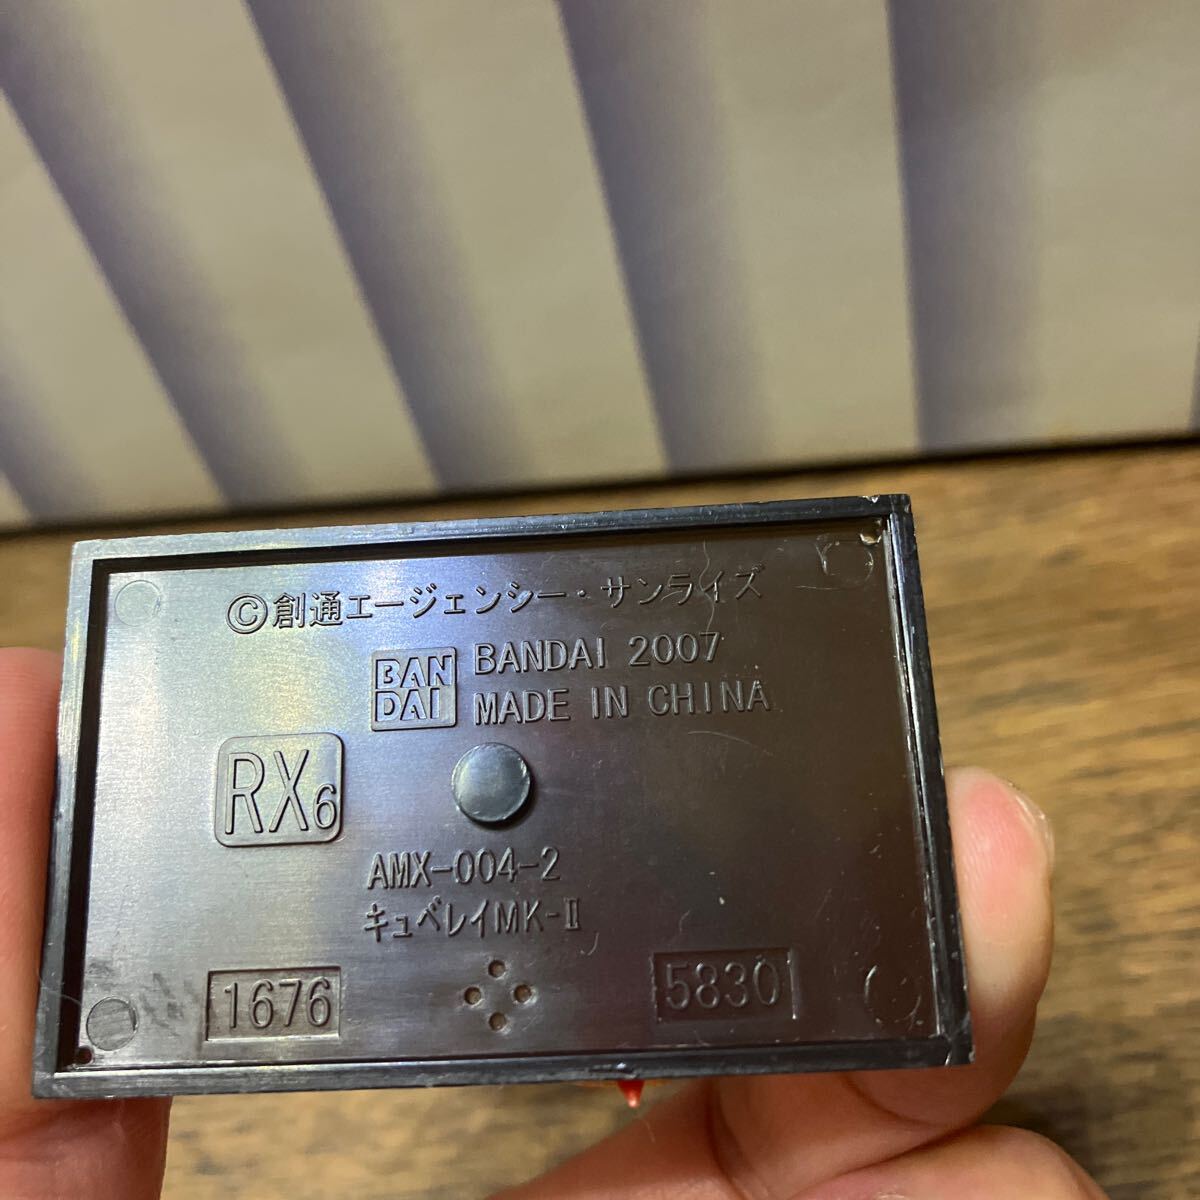 ©創通エージェンシー・サンライズ
BAN
DAI
BANDAI 2007
MADE IN CHINA
RX6
AMX-004-2
キュベレイMK-Ⅱ
1676
5830